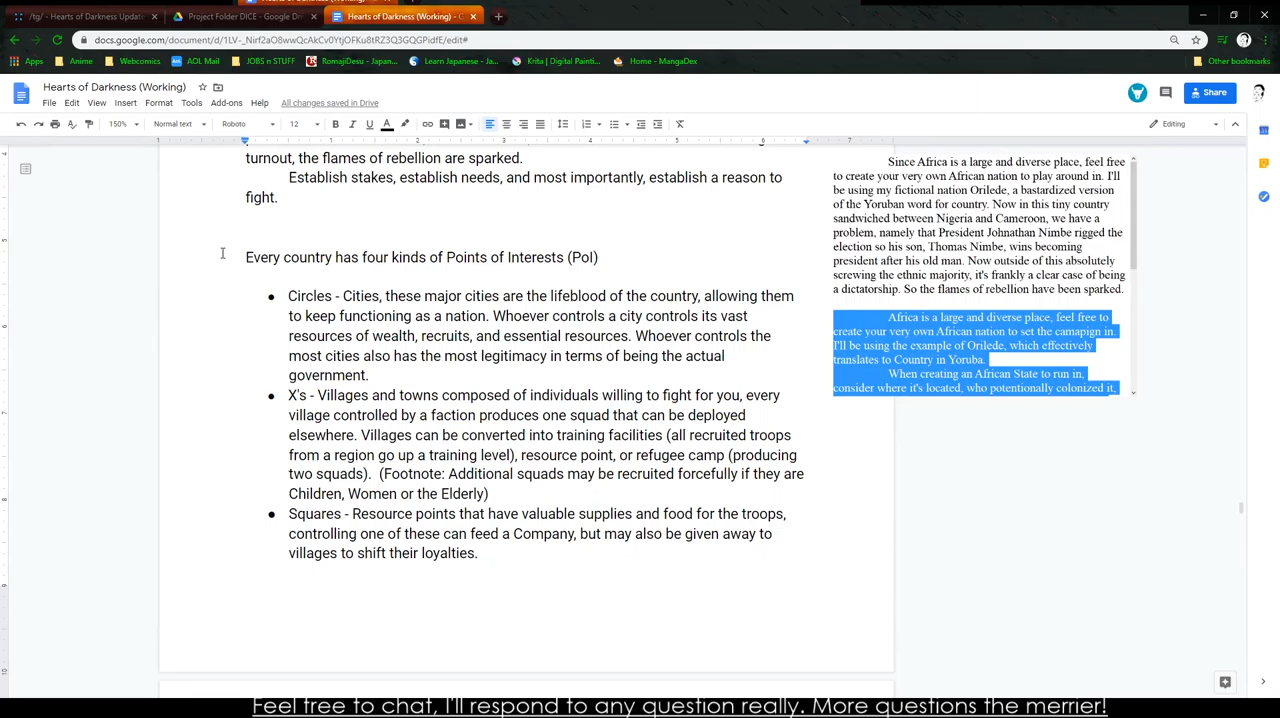 /tg/ - Hearts of Darkness Update
Project Folder DICE - Google Dri
Hearts of Darkness (Working) - G
docs.google.com/document/d/1LV-_Nirf2aO8wwQcAkCv0YtjOFKu8tRZ3Q3GQGPidfE/edit#
Apps
Anime
Webcomics
AOL Mail
JOBS n STUFF
RomajiDesu - Japan...
Learn Japanese - Ja...
Krita | Digital Painti...
Home - MangaDex
Other bookmarks
Hearts of Darkness (Working)
File Edit View Insert Format Tools Add-ons Help All changes saved in Drive
Share
150% Normal text Roboto 12 B I U A Editing
turnout, the flames of rebellion are sparked.
Establish stakes, establish needs, and most importantly, establish a reason to
fight.
Every country has four kinds of Points of Interests (PoI)
● Circles - Cities, these major cities are the lifeblood of the country, allowing them
to keep functioning as a nation. Whoever controls a city controls its vast
resources of wealth, recruits, and essential resources. Whoever controls the
most cities also has the most legitimacy in terms of being the actual
government.
● X's - Villages and towns composed of individuals willing to fight for you, every
village controlled by a faction produces one squad that can be deployed
elsewhere. Villages can be converted into training facilities (all recruited troops
from a region go up a training level), resource point, or refugee camp (producing
two squads). (Footnote: Additional squads may be recruited forcefully if they are
Children, Women or the Elderly)
● Squares - Resource points that have valuable supplies and food for the troops,
controlling one of these can feed a Company, but may also be given away to
villages to shift their loyalties.
Since Africa is a large and diverse place, feel free
to create your very own African nation to play around in. I'll
be using my fictional nation Orilede, a bastardized version
of the Yoruban word for country. Now in this tiny country
sandwiched between Nigeria and Cameroon, we have a
problem, namely that President Johnathan Nimbe rigged the
election so his son, Thomas Nimbe, wins becoming
president after his old man. Now outside of this absolutely
screwing the ethnic majority, it's frankly a clear case of being
a dictatorship. So the flames of rebellion have been sparked.
Africa is a large and diverse place, feel free to
create your very own African nation to set the camapign in.
I'll be using the example of Orilede, which effectively
translates to Country in Yoruba.
When creating an African State to run in,
consider where it's located, who potentionally colonized it,
Feel free to chat, I'll respond to any question really. More questions the merrier!